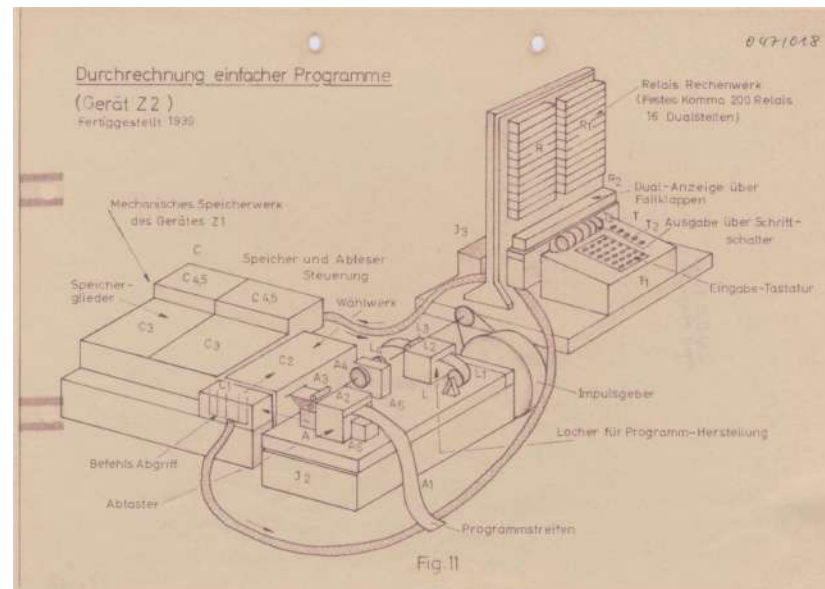 0471018
Durchrechnung einfacher Programme
(Gerät Z2)
Fertiggestellt 1939
Relais Rechenwerk
(Festes Komma 200 Relais
16 Dualstellen)
R
R1
R2
Mechanisches Speicherwerk
des Gerätes Z1
Dual-Anzeige über
Fallklappen
J3
T
T2
Ausgabe über Schritt-
schalter
C
Speicher und Ableser
Steuerung
C 4,5
C 4,5
Speicher-
glieder
Wählwerk
Eingabe-Tastatur
T1
C3
C3
C2
L3
L2
L1
L
A4
A3
A2
A5
C1
Impulsgeber
A
A6
Locher für Programm-Herstellung
Befehls Abgriff
J2
A1
Abtaster
Programmstreifen
Fig. 11